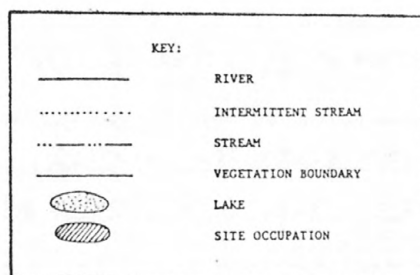 KEY:
RIVER
INTERMITTENT STREAM
STREAM
VEGETATION BOUNDARY
LAKE
SITE OCCUPATION